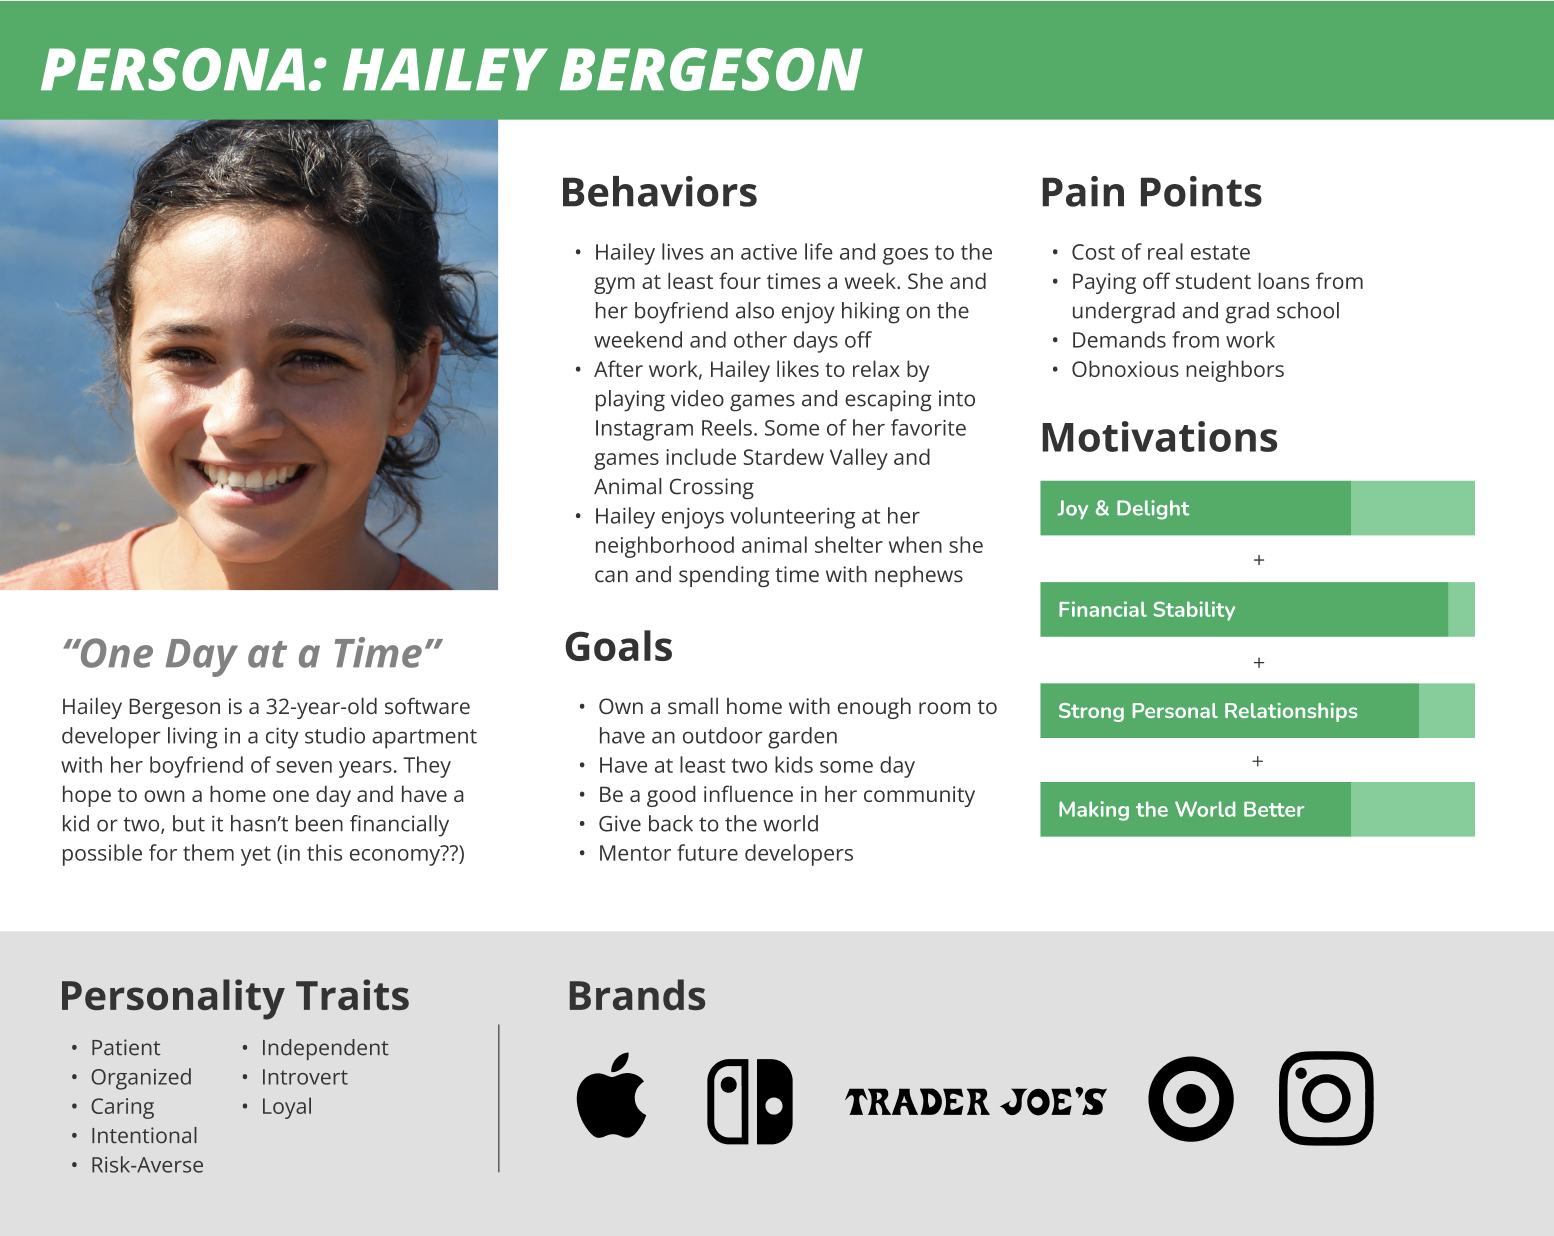 PERSONA: HAILEY BERGESON
“One Day at a Time”
Hailey Bergeson is a 32-year-old software
developer living in a city studio apartment
with her boyfriend of seven years. They
hope to own a home one day and have a
kid or two, but it hasn’t been financially
possible for them yet (in this economy??)
Behaviors
• Hailey lives an active life and goes to the
gym at least four times a week. She and
her boyfriend also enjoy hiking on the
weekend and other days off
• After work, Hailey likes to relax by
playing video games and escaping into
Instagram Reels. Some of her favorite
games include Stardew Valley and
Animal Crossing
• Hailey enjoys volunteering at her
neighborhood animal shelter when she
can and spending time with nephews
Goals
• Own a small home with enough room to
have an outdoor garden
• Have at least two kids some day
• Be a good influence in her community
• Give back to the world
• Mentor future developers
Pain Points
• Cost of real estate
• Paying off student loans from
undergrad and grad school
• Demands from work
• Obnoxious neighbors
Motivations
Joy & Delight
+
Financial Stability
+
Strong Personal Relationships
+
Making the World Better
Personality Traits
• Patient
• Organized
• Caring
• Intentional
• Risk-Averse
• Independent
• Introvert
• Loyal
Brands
TRADER JOE'S